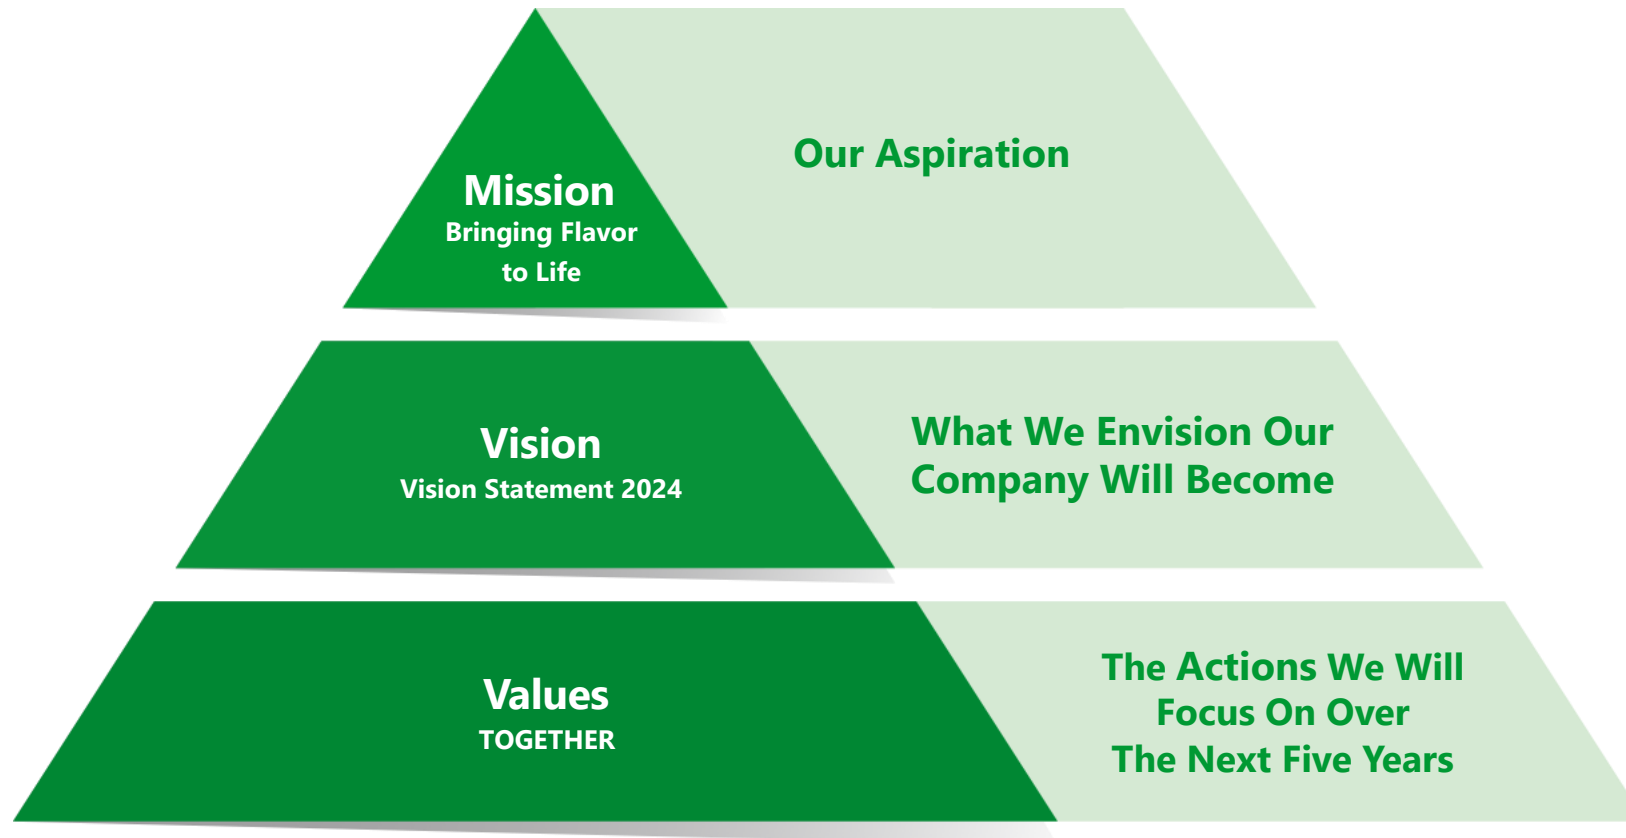 Mission
Bringing Flavor
to Life
Our Aspiration
Vision
Vision Statement 2024
What We Envision Our
Company Will Become
Values
TOGETHER
The Actions We Will
Focus On Over
The Next Five Years